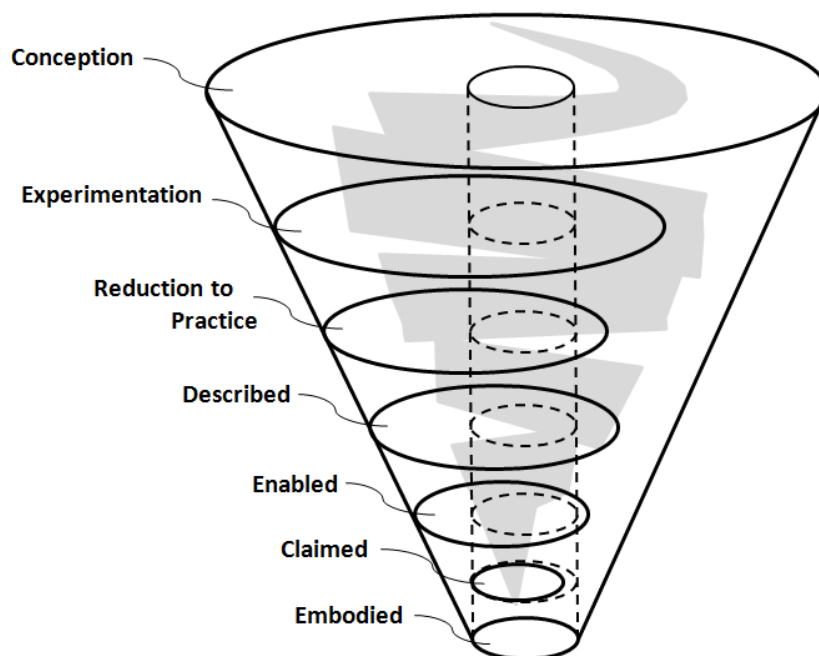 Conception
Experimentation
Reduction to
Practice
Described
Enabled
Claimed
Embodied